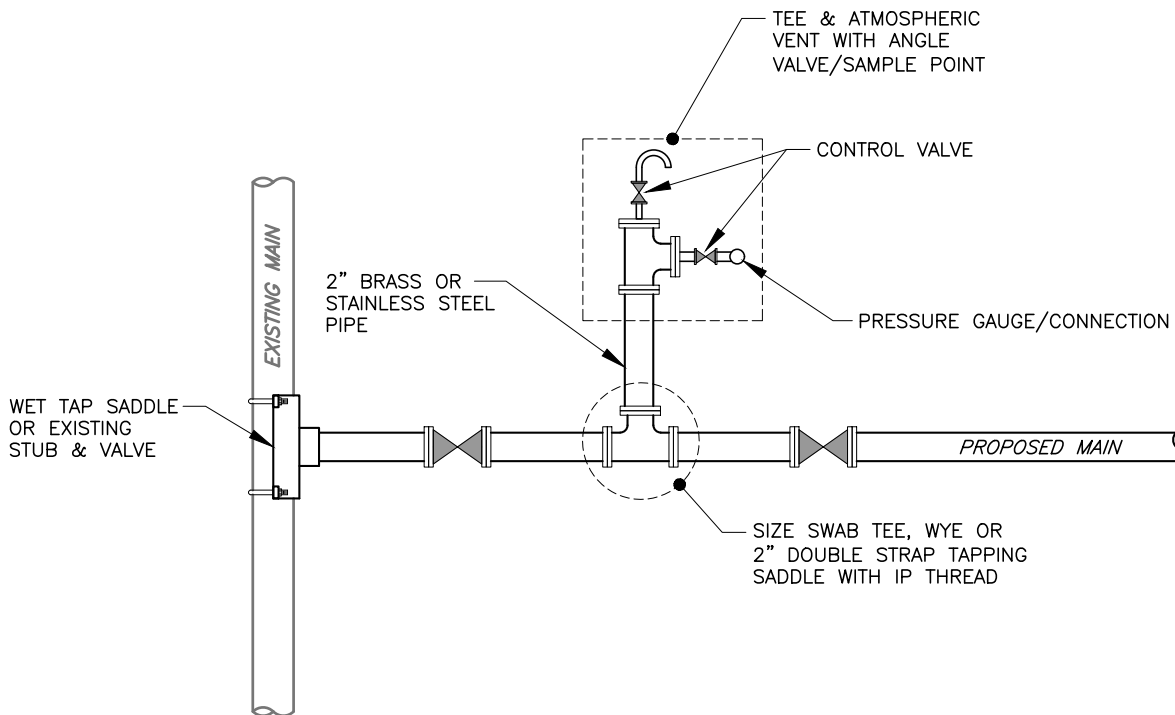 TEE & ATMOSPHERIC
VENT WITH ANGLE
VALVE/SAMPLE POINT
CONTROL VALVE
EXISTING MAIN
2” BRASS OR
STAINLESS STEEL
PIPE
PRESSURE GAUGE/CONNECTION
WET TAP SADDLE
OR EXISTING
STUB & VALVE
PROPOSED MAIN
SIZE SWAB TEE, WYE OR
2” DOUBLE STRAP TAPPING
SADDLE WITH IP THREAD